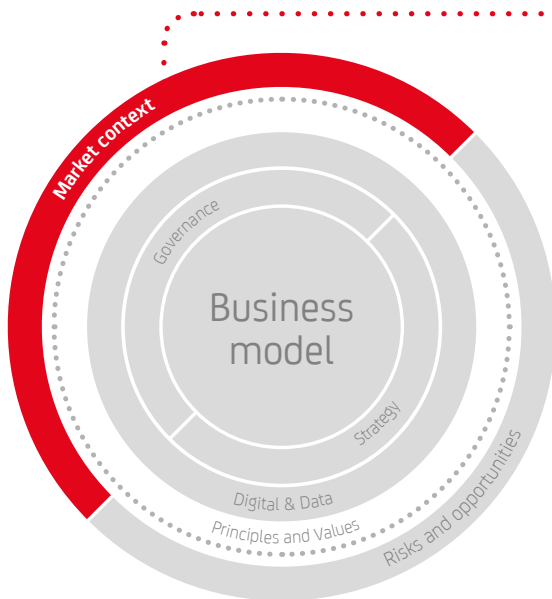 Market context
Governance
Business
model
Strategy
Digital & Data
Principles and Values
Risks and opportunities